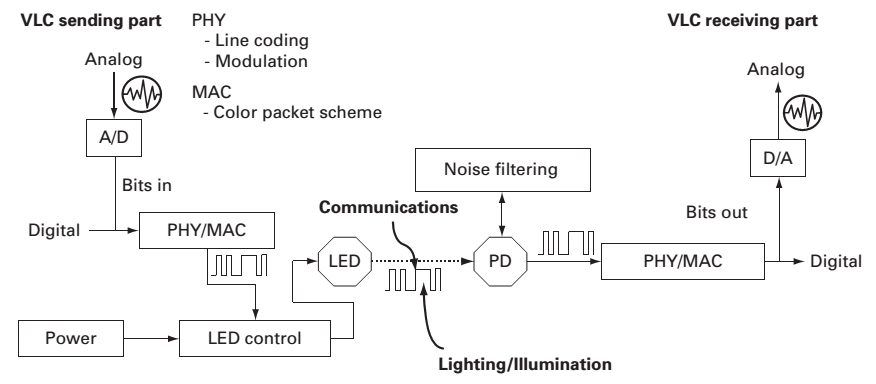 VLC sending part
PHY
- Line coding
- Modulation
MAC
- Color packet scheme
VLC receiving part
Analog
A/D
Bits in
Digital
PHY/MAC
Power
LED control
LED
Communications
Lighting/Illumination
Noise filtering
PD
PHY/MAC
Bits out
Digital
D/A
Analog